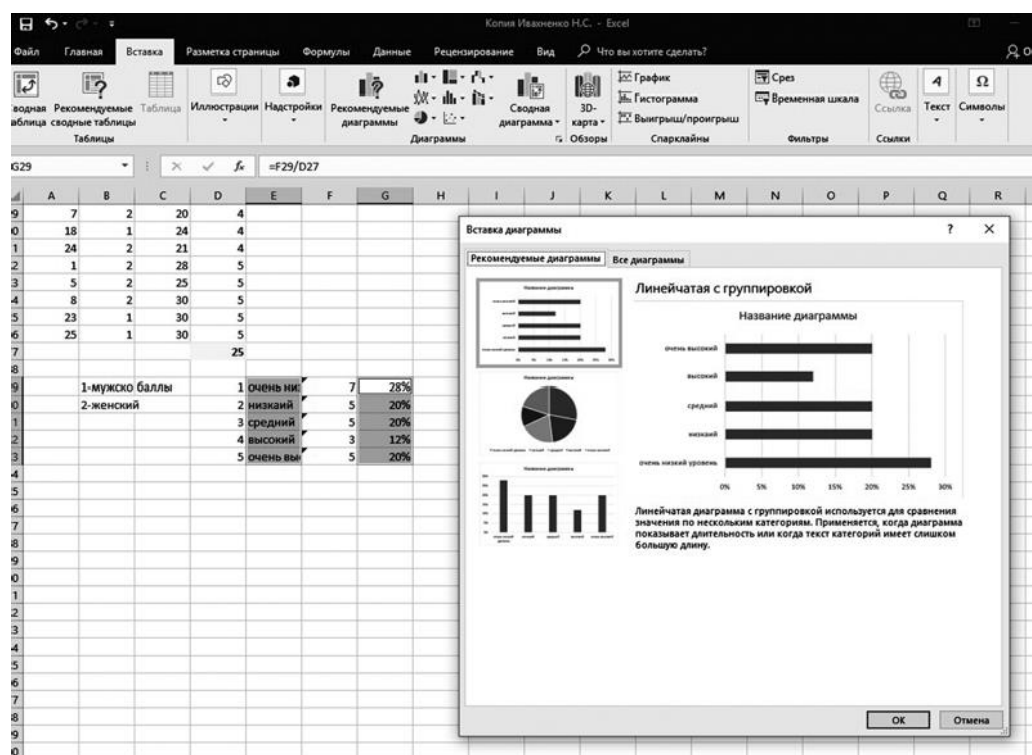 Копия Ивахненко Н.С. - Excel
Файл Главная Вставка Разметка страницы Формулы Данные Рецензирование Вид Что вы хотите сделать?
Рекомендуемые сводные таблицы
Таблица
Таблицы
Иллюстрации
Надстройки
Рекомендуемые диаграммы
Сводная диаграмма
Диаграммы
3D-карта
Обзоры
График
Гистограмма
Выигрыш/проигрыш
Спарклайны
Срез
Временная шкала
Фильтры
Ссылка
Ссылки
Текст
Символы
G29 fx =F29/D27
A B C D E F G H I J K L M N O P Q R
7 2 20 4
18 1 24 4
24 2 21 4
1 2 28 5
5 2 25 5
8 2 30 5
23 1 30 5
25 1 30 5
25
1-мужско баллы 1 очень ни 7 28%
2-женский 2 низкаий 5 20%
3 средний 5 20%
4 высокий 3 12%
5 очень вы 5 20%
Вставка диаграммы ? ×
Рекомендуемые диаграммы Все диаграммы
Название диаграммы
Название диаграммы
Название диаграммы
Линейчатая с группировкой
Название диаграммы
очень высокий
высокий
средний
низкаий
очень низкий уровень
0% 5% 10% 15% 20% 25% 30%
Линейчатая диаграмма с группировкой используется для сравнения
значения по нескольким категориям. Применяется, когда диаграмма
показывает длительность или когда текст категорий имеет слишком
большую длину.
ОК Отмена